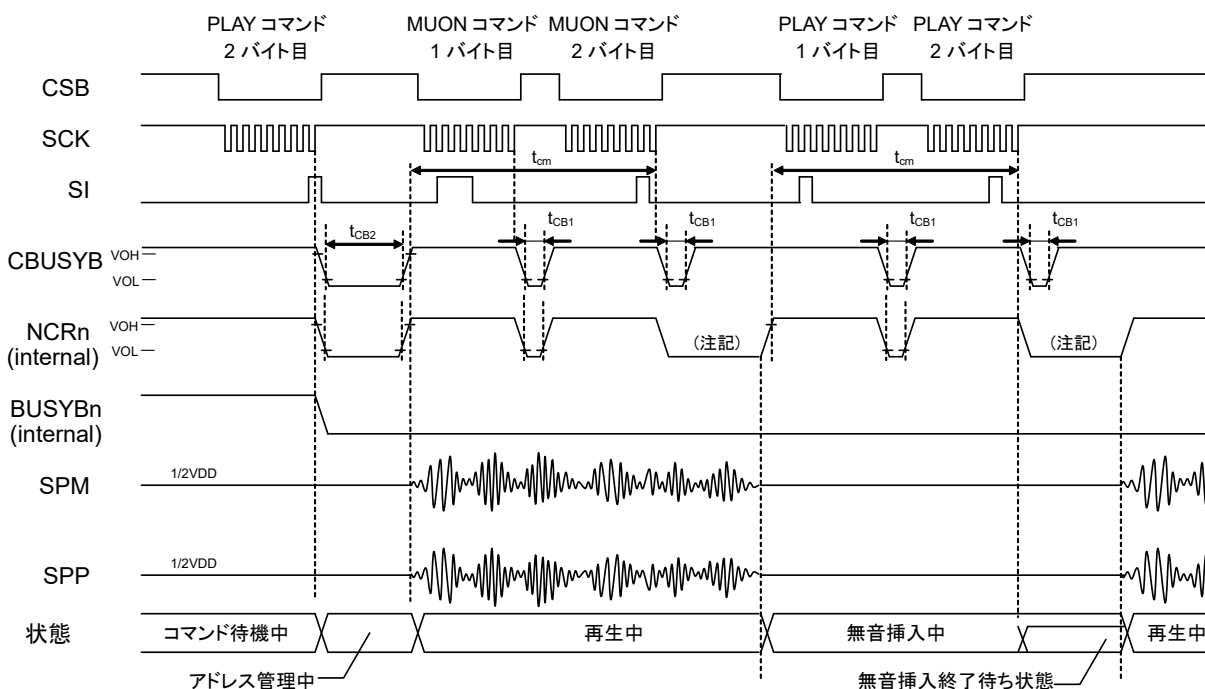 PLAY コマンド
2 バイト目
MUON コマンド
1 バイト目
MUON コマンド
2 バイト目
PLAY コマンド
1 バイト目
PLAY コマンド
2 バイト目
CSB
SCK
tcm
tcm
SI
tCB2
tCB1
tCB1
tCB1
tCB1
CBUSYB
VOH
VOL
NCRn
(internal)
VOH
VOL
(注記)
(注記)
BUSYBn
(internal)
SPM
1/2VDD
SPP
1/2VDD
状態
コマンド待機中
再生中
無音挿入中
再生中
アドレス管理中
無音挿入終了待ち状態